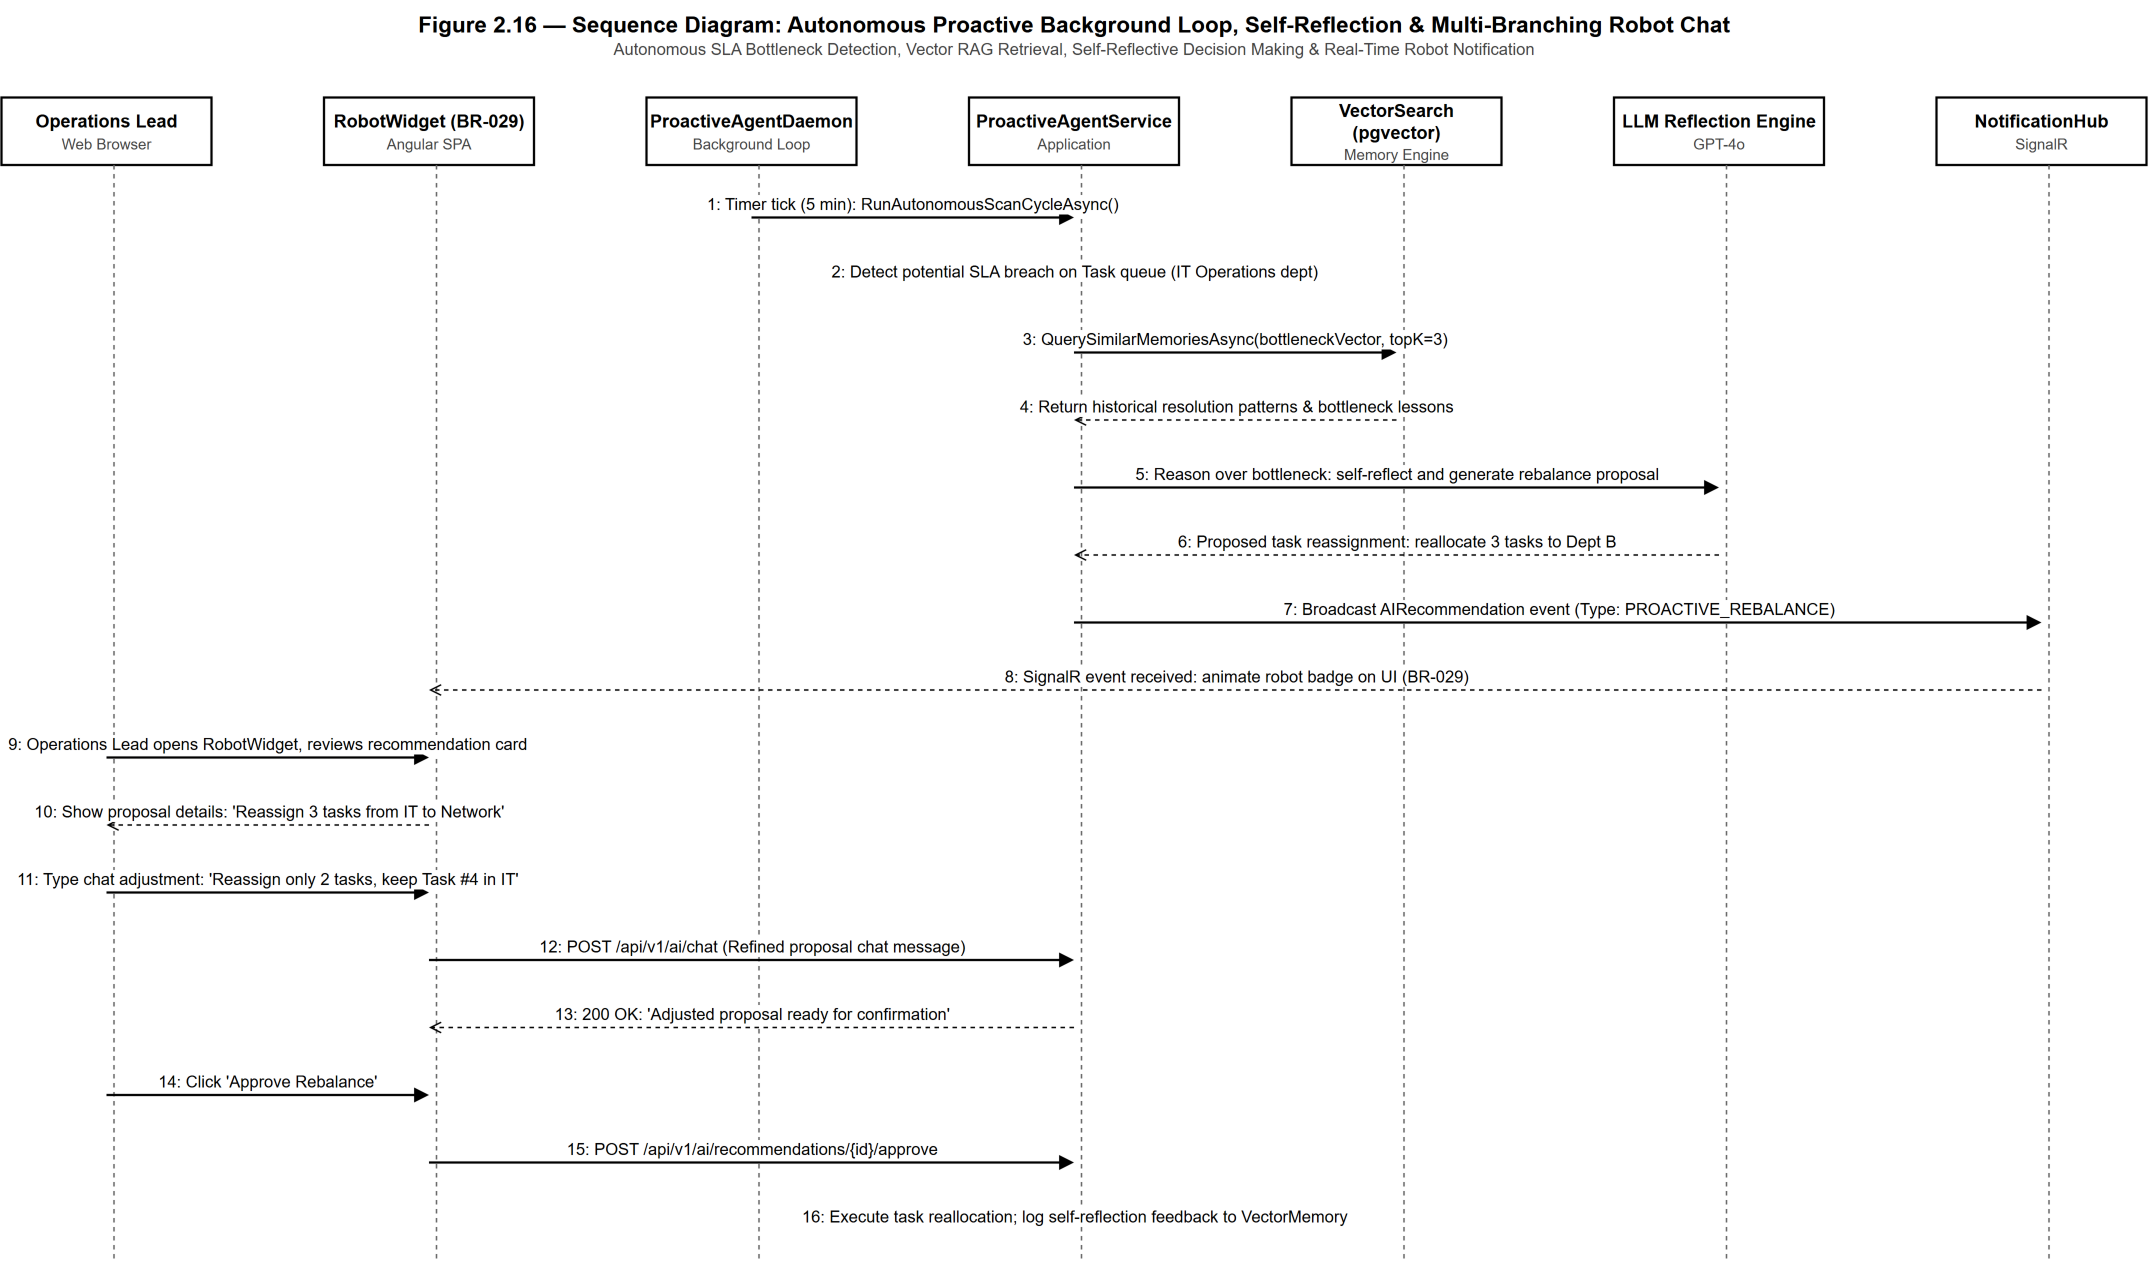 Figure 2.16 — Sequence Diagram: Autonomous Proactive Background Loop, Self-Reflection & Multi-Branching Robot Chat
Autonomous SLA Bottleneck Detection, Vector RAG Retrieval, Self-Reflective Decision Making & Real-Time Robot Notification
Operations Lead
Web Browser
RobotWidget (BR-029)
Angular SPA
ProactiveAgentDaemon
Background Loop
ProactiveAgentService
Application
VectorSearch
(pgvector)
Memory Engine
LLM Reflection Engine
GPT-4o
NotificationHub
SignalR
1: Timer tick (5 min): RunAutonomousScanCycleAsync()
2: Detect potential SLA breach on Task queue (IT Operations dept)
3: QuerySimilarMemoriesAsync(bottleneckVector, topK=3)
4: Return historical resolution patterns & bottleneck lessons
5: Reason over bottleneck: self-reflect and generate rebalance proposal
6: Proposed task reassignment: reallocate 3 tasks to Dept B
7: Broadcast AIRecommendation event (Type: PROACTIVE_REBALANCE)
8: SignalR event received: animate robot badge on UI (BR-029)
9: Operations Lead opens RobotWidget, reviews recommendation card
10: Show proposal details: 'Reassign 3 tasks from IT to Network'
11: Type chat adjustment: 'Reassign only 2 tasks, keep Task #4 in IT'
12: POST /api/v1/ai/chat (Refined proposal chat message)
13: 200 OK: 'Adjusted proposal ready for confirmation'
14: Click 'Approve Rebalance'
15: POST /api/v1/ai/recommendations/{id}/approve
16: Execute task reallocation; log self-reflection feedback to VectorMemory